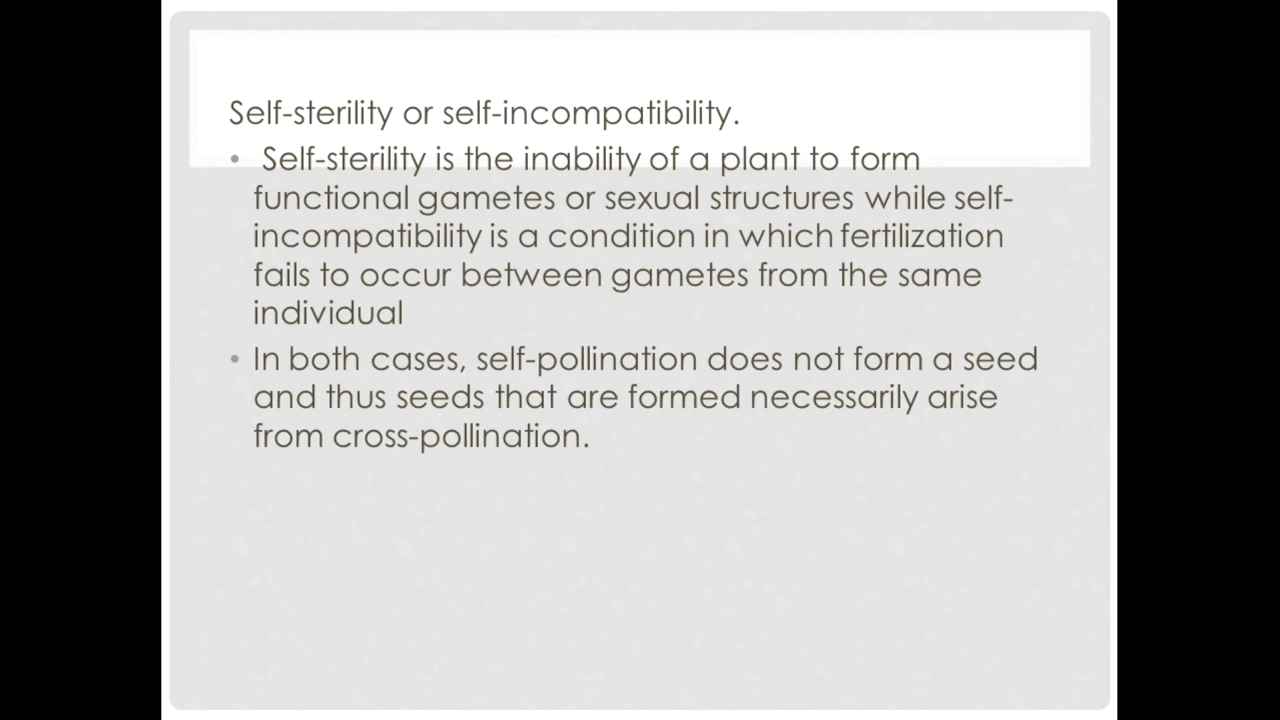 Self-sterility or self-incompatibility.
• Self-sterility is the inability of a plant to form
functional gametes or sexual structures while self-
incompatibility is a condition in which fertilization
fails to occur between gametes from the same
individual
• In both cases, self-pollination does not form a seed
and thus seeds that are formed necessarily arise
from cross-pollination.